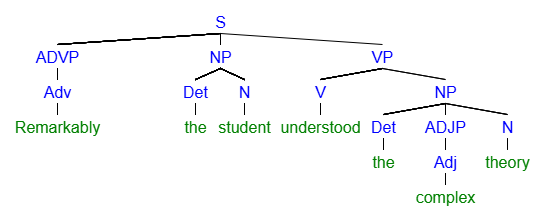 S
ADVP NP VP
Adv Det N V NP
Remarkably the student understood Det ADJP N
the Adj theory
complex